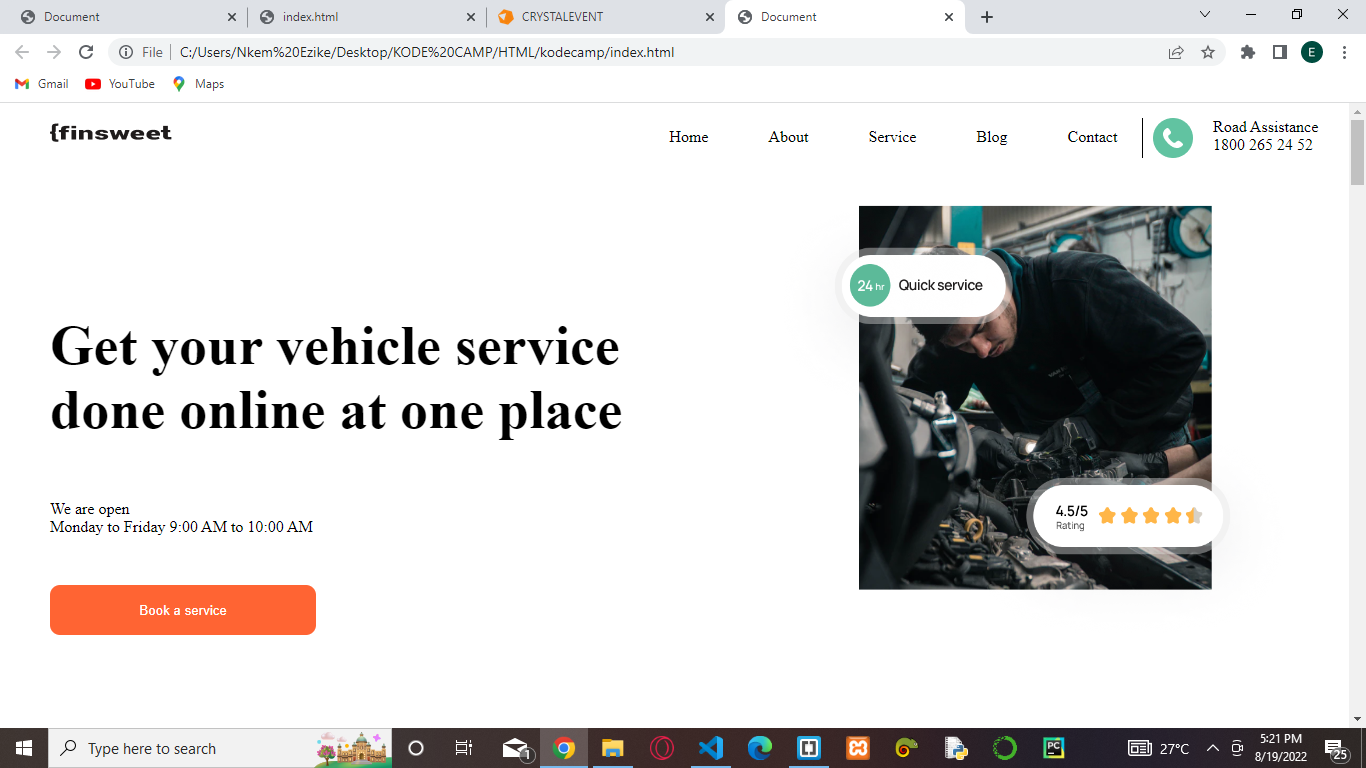 Document
index.html
CRYSTALEVENT
Document
File
C:/Users/Nkem%20Ezike/Desktop/KODE%20CAMP/HTML/kodecamp/index.html
E
Gmail
YouTube
Maps
{finsweet
Home
About
Service
Blog
Contact
Road Assistance
1800 265 24 52
24 hr
Quick service
Get your vehicle service
done online at one place
We are open
Monday to Friday 9:00 AM to 10:00 AM
4.5/5
Rating
Book a service
Type here to search
1
PC
27°C
5:21 PM
8/19/2022
25